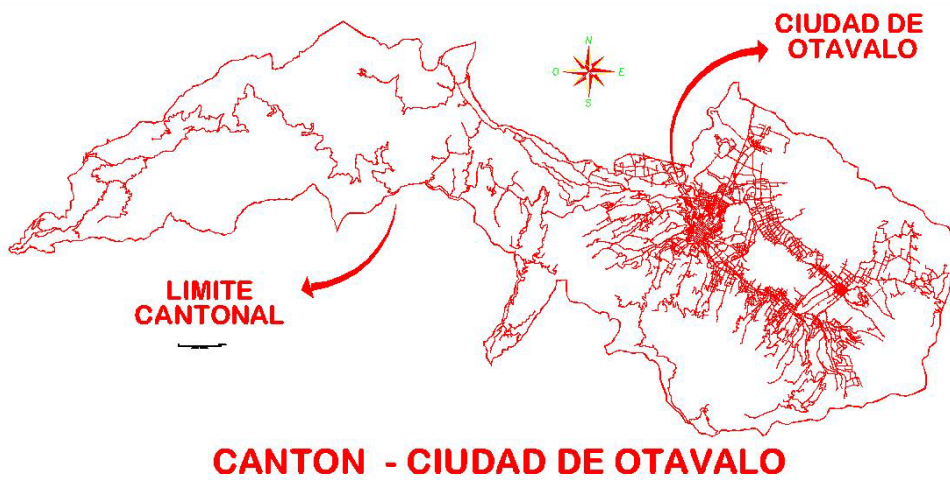 CIUDAD DE
OTAVALO
N
O
E
S
LIMITE
CANTONAL
CANTON - CIUDAD DE OTAVALO